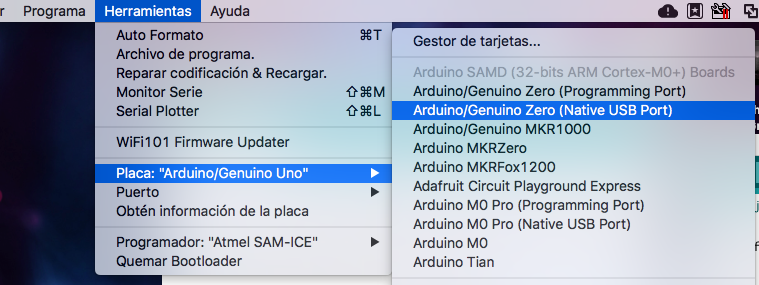 Programa Herramientas Ayuda
Auto Formato ⌘T
Archivo de programa.
Reparar codificación & Recargar.
Monitor Serie ⇧⌘M
Serial Plotter ⇧⌘L
WiFi101 Firmware Updater
Placa: "Arduino/Genuino Uno"
Puerto
Obtén información de la placa
Programador: "Atmel SAM-ICE"
Quemar Bootloader
Gestor de tarjetas...
Arduino SAMD (32-bits ARM Cortex-M0+) Boards
Arduino/Genuino Zero (Programming Port)
Arduino/Genuino Zero (Native USB Port)
Arduino/Genuino MKR1000
Arduino MKRZero
Arduino MKRFox1200
Adafruit Circuit Playground Express
Arduino M0 Pro (Programming Port)
Arduino M0 Pro (Native USB Port)
Arduino M0
Arduino Tian